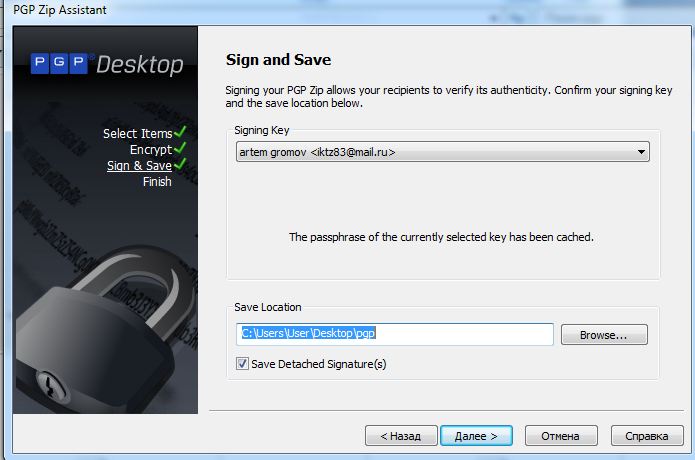 PGP Zip Assistant
PGP® Desktop
Select Items
Encrypt
Sign & Save
Finish
Sign and Save
Signing your PGP Zip allows your recipients to verify its authenticity. Confirm your signing key
and the save location below.
Signing Key
artem gromov <iktz83@mail.ru>
The passphrase of the currently selected key has been cached.
Save Location
C:\Users\User\Desktop\pgp
Browse...
Save Detached Signature(s)
< Назад
Далее >
Отмена
Справка